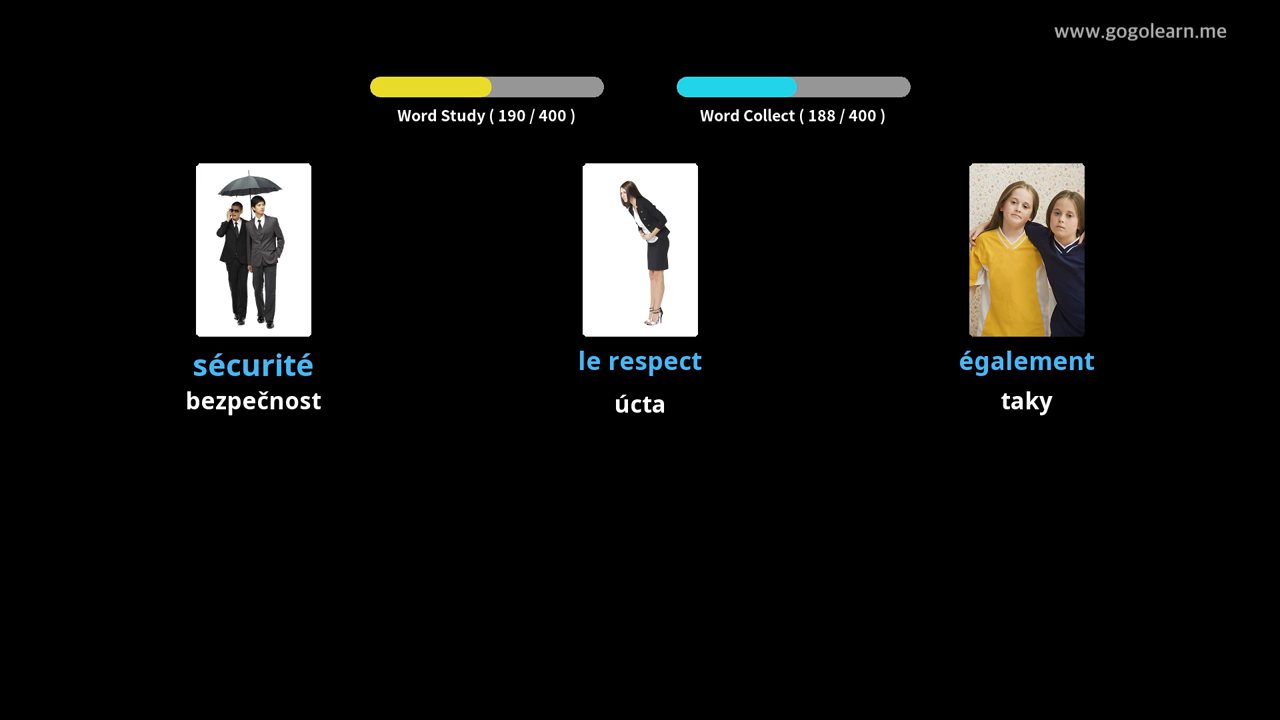 www.gogolearn.me
Word Study ( 190 / 400 )
Word Collect ( 188 / 400 )
sécurité
bezpečnost
le respect
úcta
également
taky